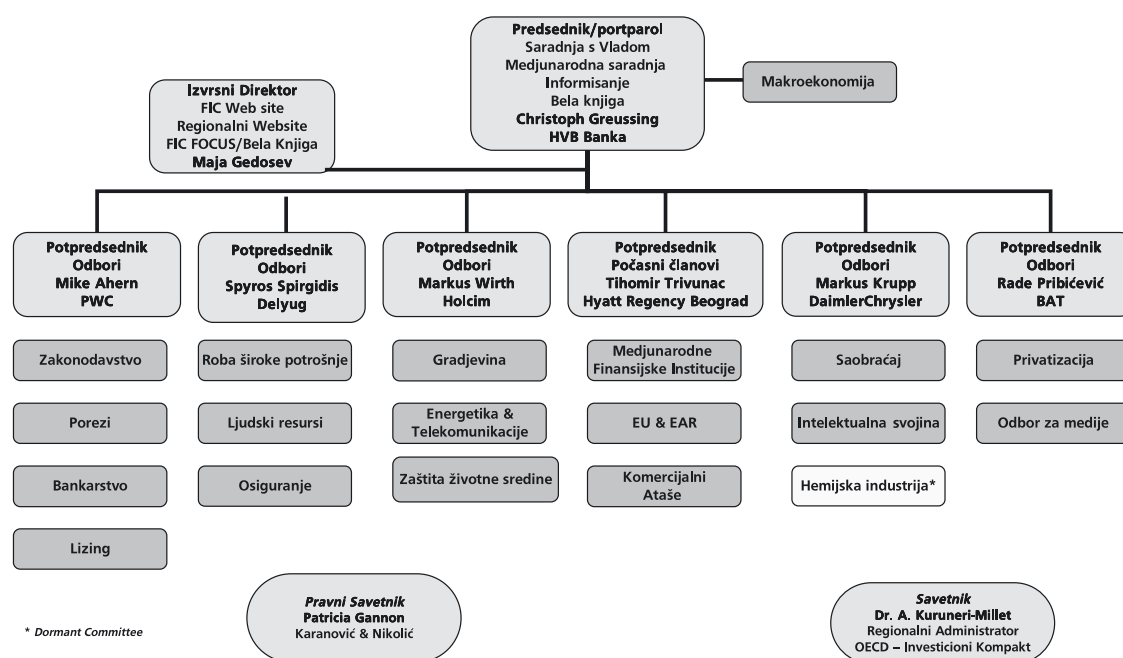 Predsednik/portparol
Saradnja s Vladom
Medjunarodna saradnja
Informisanje
Bela knjiga
Christoph Greussing
HVB Banka
Makroekonomija
Izvrsni Direktor
FIC Web site
Regionalni Website
FIC FOCUS/Bela Knjiga
Maja Gedosev
Potpredsednik
Odbori
Mike Ahern
PWC
Zakonodavstvo
Porezi
Bankarstvo
Lizing
Potpredsednik
Odbori
Spyros Spirgidis
Delyug
Roba široke potrošnje
Ljudski resursi
Osiguranje
Potpredsednik
Odbori
Markus Wirth
Holcim
Gradjevina
Energetika &
Telekomunikacije
Zaštita životne sredine
Potpredsednik
Počasni članovi
Tihomir Trivunac
Hyatt Regency Beograd
Medjunarodne
Finansijske Institucije
EU & EAR
Komercijalni
Ataše
Potpredsednik
Odbori
Markus Krupp
DaimlerChrysler
Saobraćaj
Intelektualna svojina
Hemijska industrija*
Potpredsednik
Odbori
Rade Pribićević
BAT
Privatizacija
Odbor za medije
* Dormant Committee
Pravni Savetnik
Patricia Gannon
Karanović & Nikolić
Savetnik
Dr. A. Kuruneri-Millet
Regionalni Administrator
OECD – Investicioni Kompakt